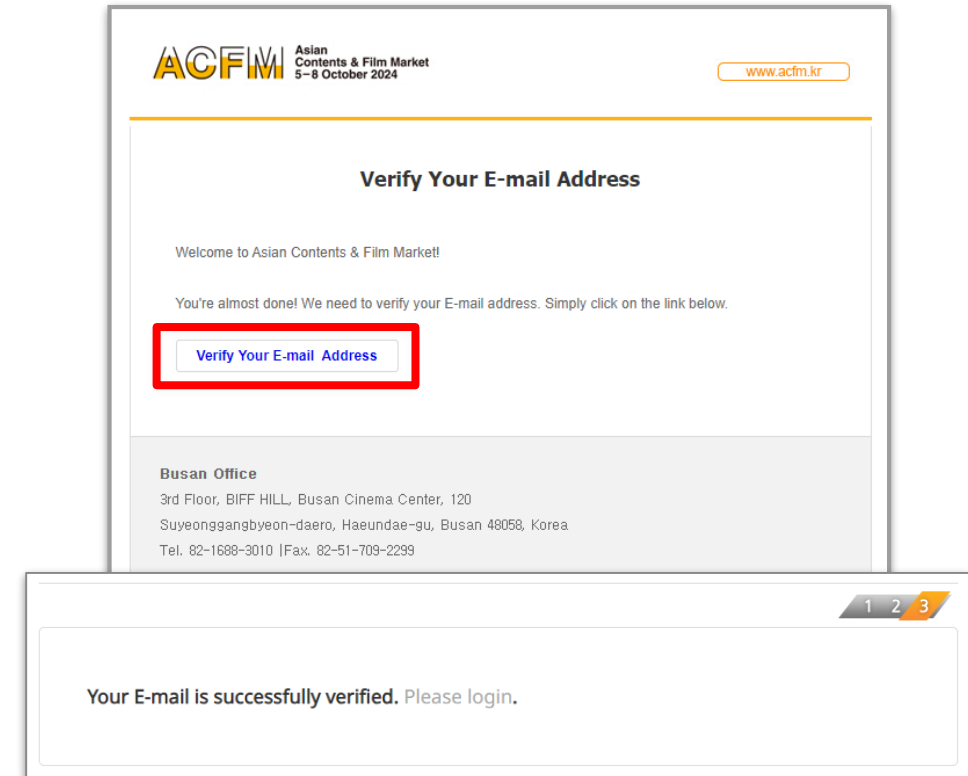 ACFM
Asian
Contents & Film Market
5–8 October 2024
www.acfm.kr
Verify Your E-mail Address
Welcome to Asian Contents & Film Market!
You're almost done! We need to verify your E-mail address. Simply click on the link below.
Verify Your E-mail Address
Busan Office
3rd Floor, BIFF HILL, Busan Cinema Center, 120
Suyeonggangbyeon-daero, Haeundae-gu, Busan 48058, Korea
Tel. 82-1688-3010 |Fax. 82-51-709-2299
1 2 3
Your E-mail is successfully verified. Please login.